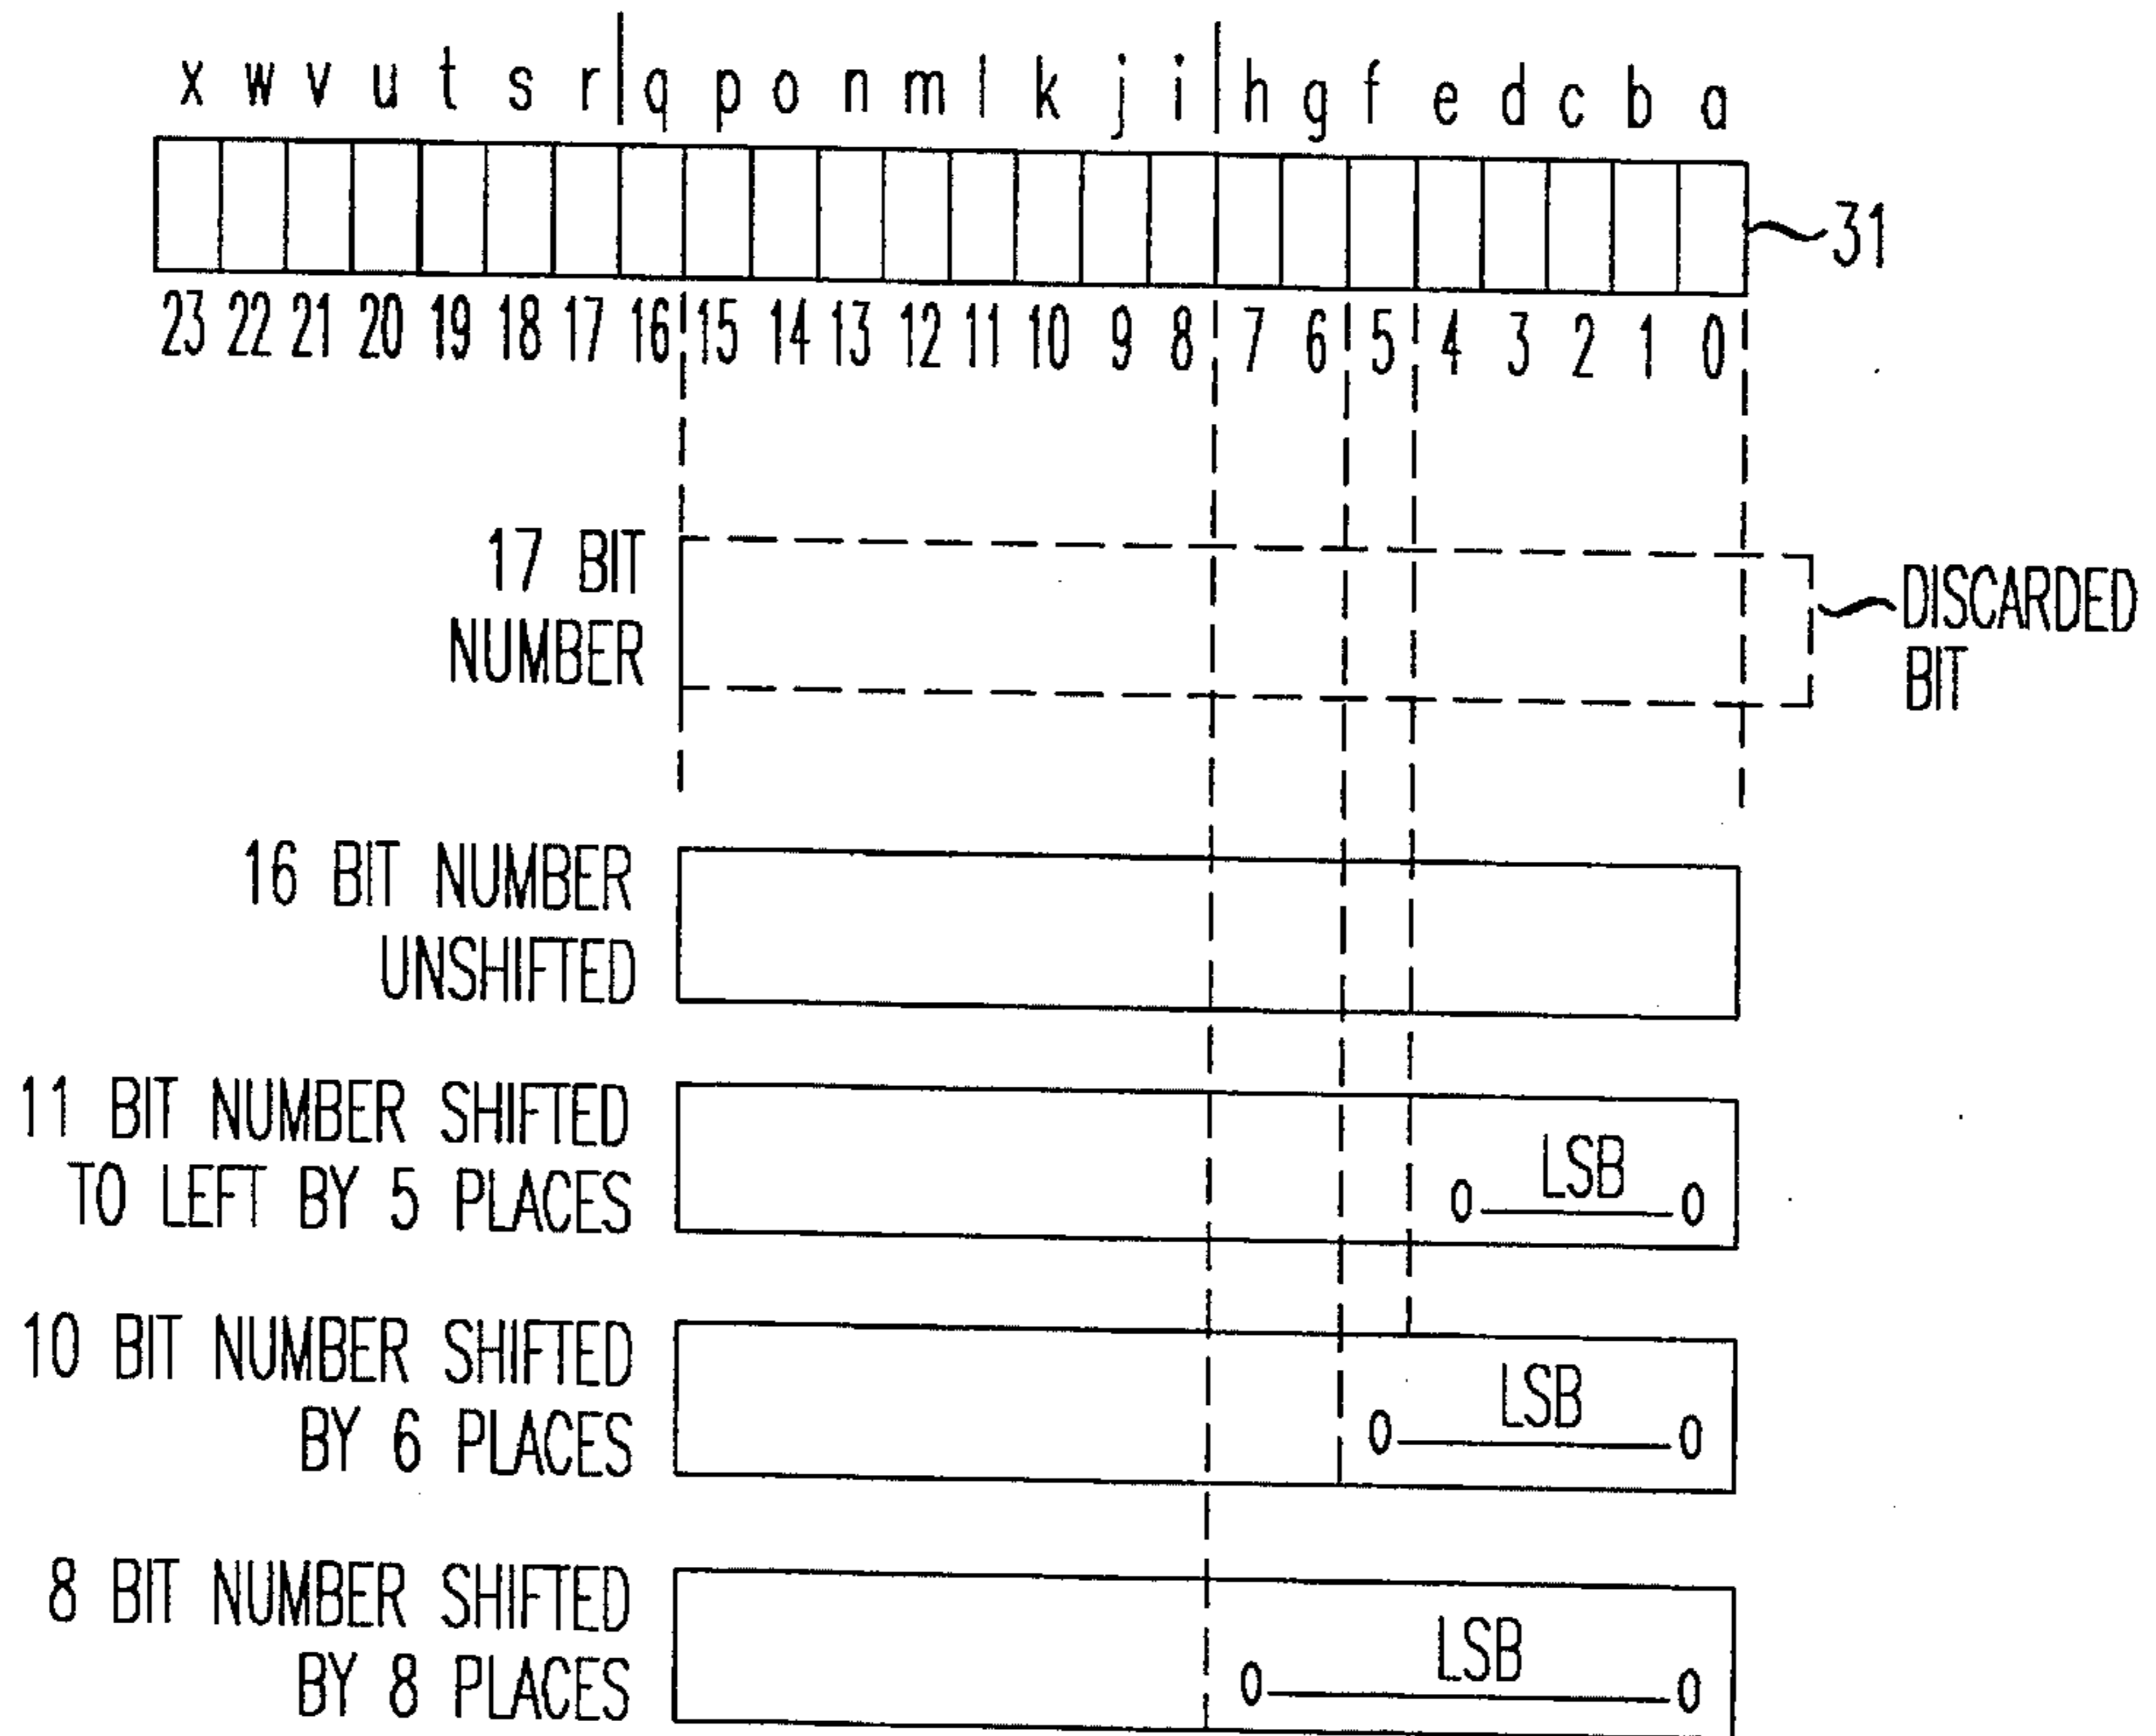 x w v u t s r q p o n m l k j i h g f e d c b a
31
23 22 21 20 19 18 17 16 15 14 13 12 11 10 9 8 7 6 5 4 3 2 1 0
17 BIT
NUMBER
DISCARDED
BIT
16 BIT NUMBER
UNSHIFTED
11 BIT NUMBER SHIFTED
TO LEFT BY 5 PLACES
LSB
0 0
10 BIT NUMBER SHIFTED
BY 6 PLACES
LSB
0 0
8 BIT NUMBER SHIFTED
BY 8 PLACES
LSB
0 0